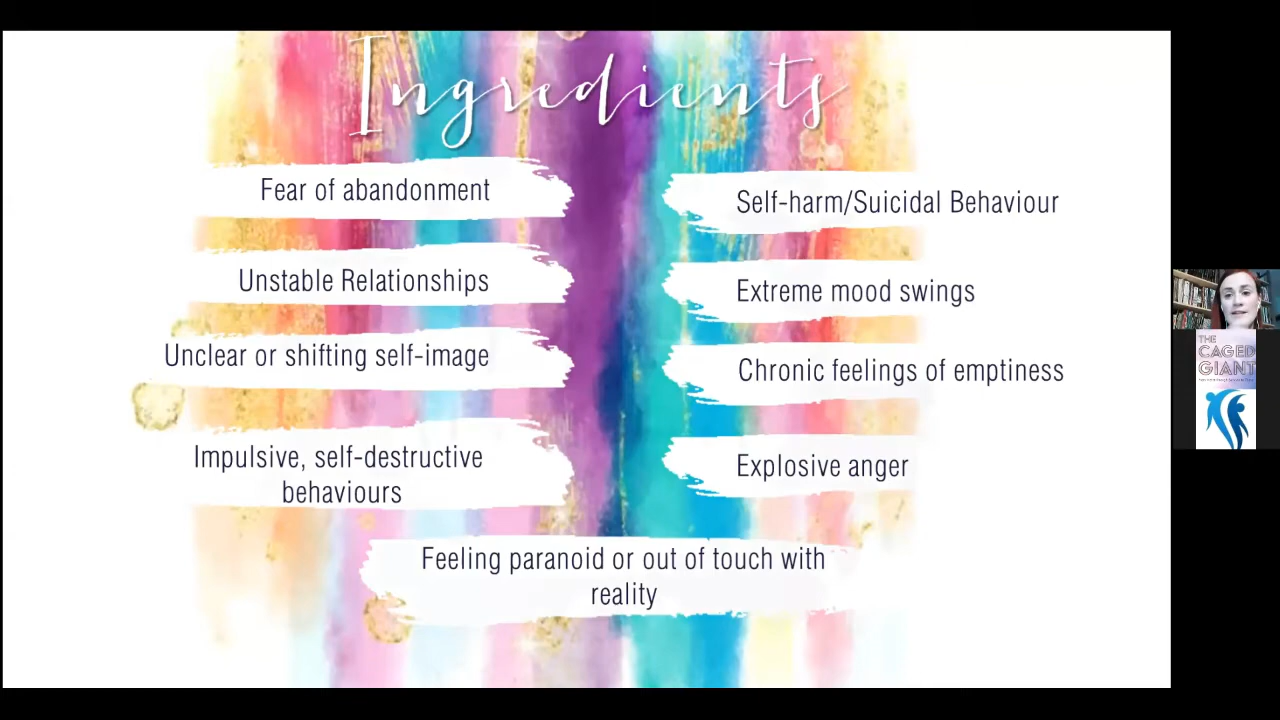 Ingredients
Fear of abandonment
Unstable Relationships
Unclear or shifting self-image
Impulsive, self-destructive
behaviours
Self-harm/Suicidal Behaviour
Extreme mood swings
Chronic feelings of emptiness
Explosive anger
Feeling paranoid or out of touch with
reality
THE
CAGED
GIANT